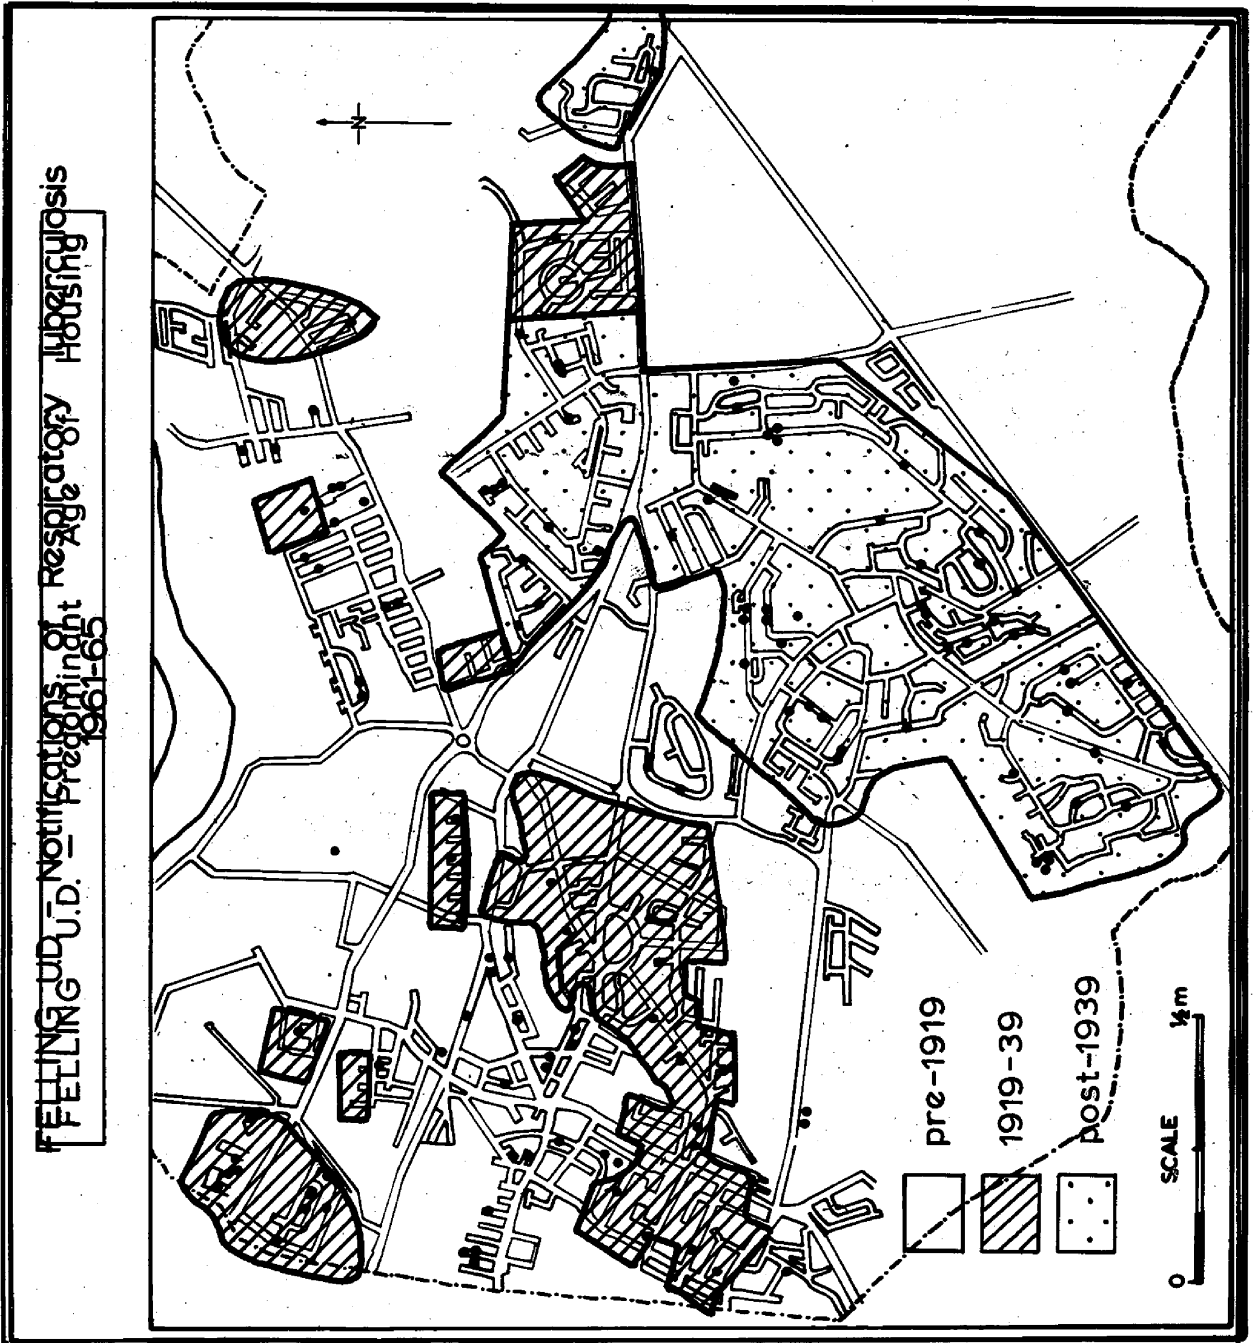 FELLING UD – Notifications of Respiratory Tuberculosis
FELLING U.D. – Predominant Age of Housing
1961-65
N
pre-1919
1919-39
post-1939
SCALE
0 ½m